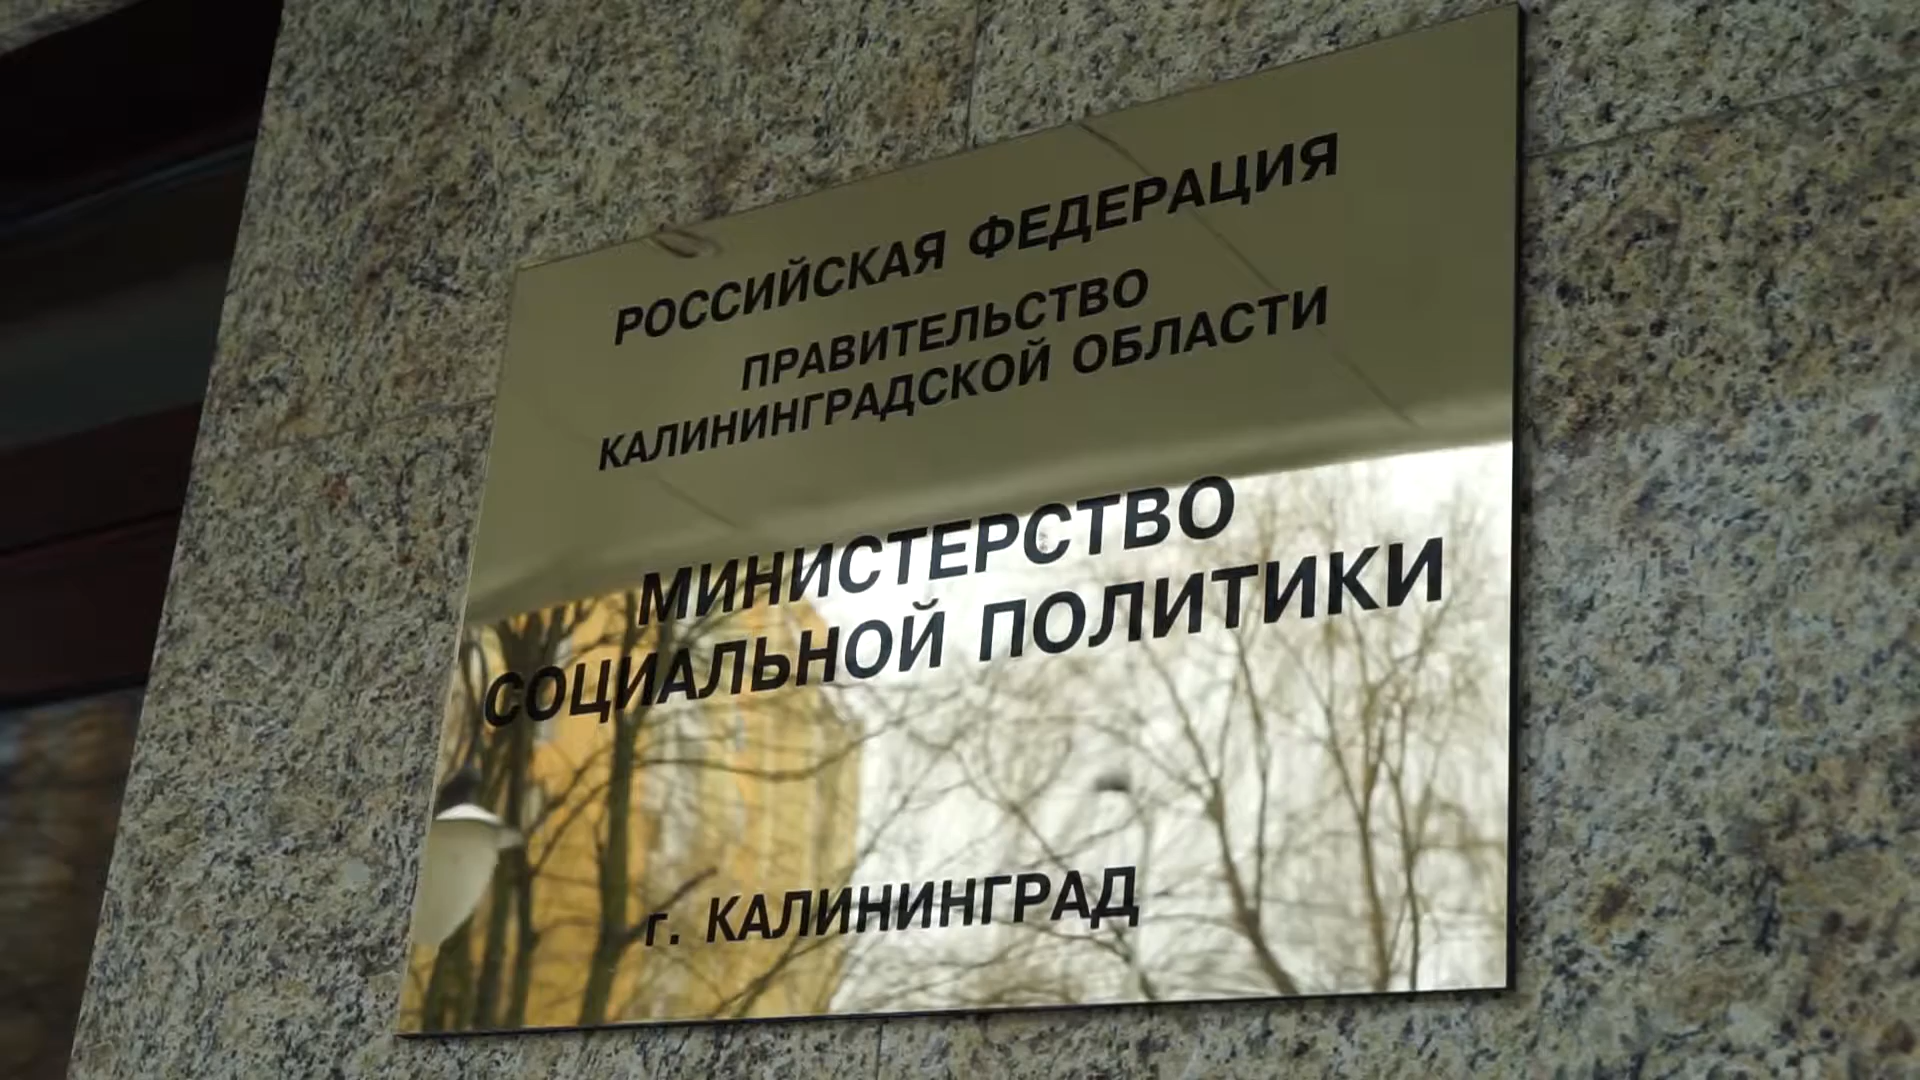 РОССИЙСКАЯ ФЕДЕРАЦИЯ
ПРАВИТЕЛЬСТВО
КАЛИНИНГРАДСКОЙ ОБЛАСТИ
МИНИСТЕРСТВО
СОЦИАЛЬНОЙ ПОЛИТИКИ
г. КАЛИНИНГРАД